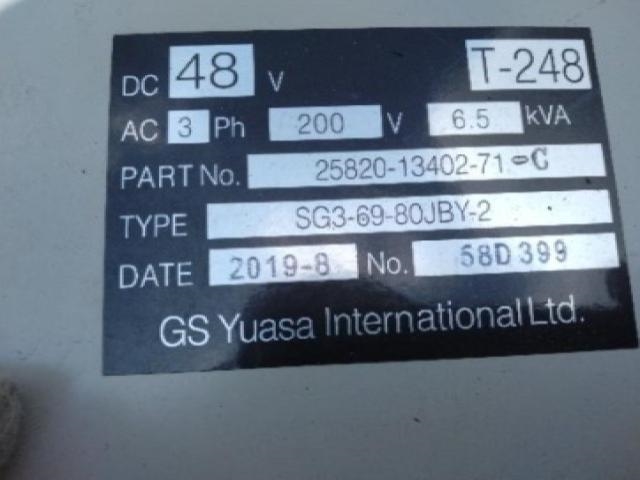 DC 48 V T-248
AC 3 Ph 200 V 6.5 kVA
PART No. 25820-13402-71-C
TYPE SG3-69-80JBY-2
DATE 2019-8 No. 58D399
GS Yuasa International Ltd.